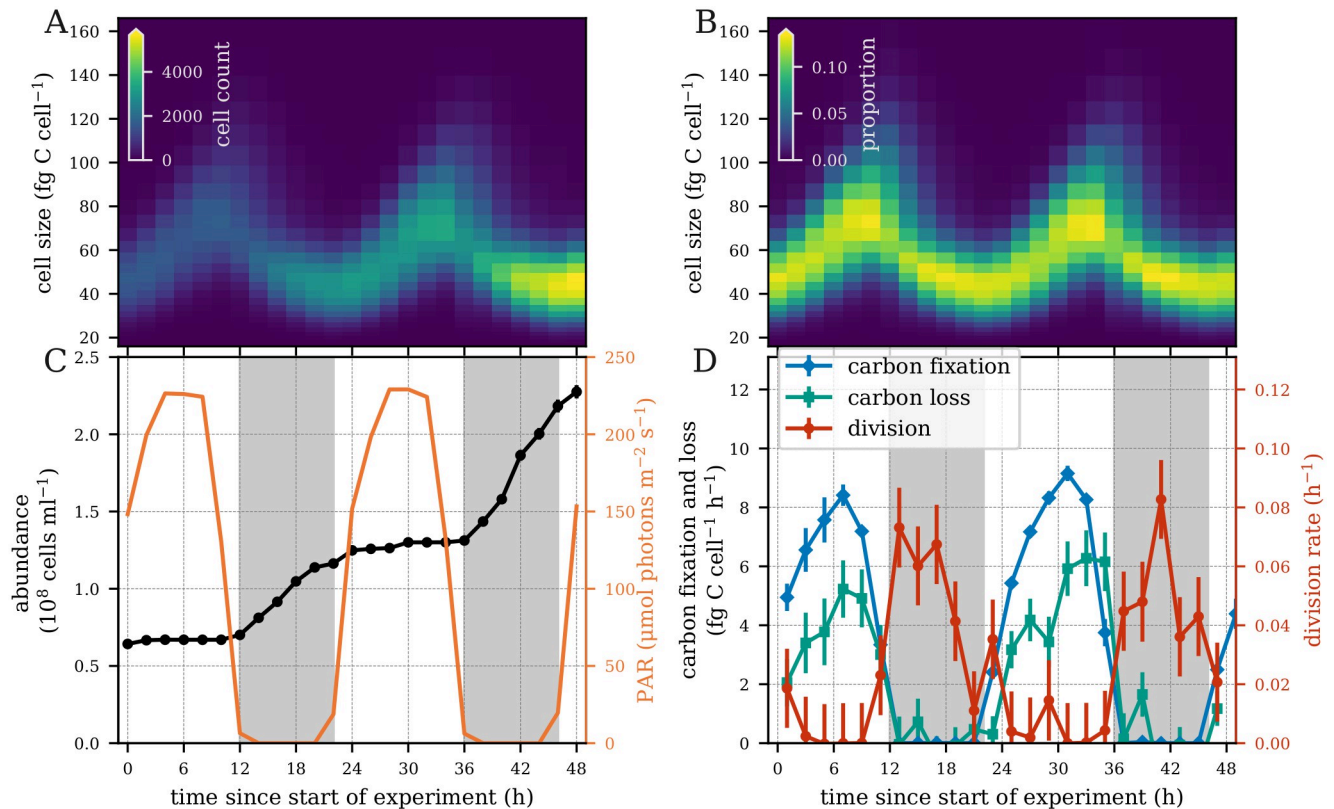 A
160
140
120
100
80
60
40
20
cell size (fg C cell⁻¹)
4000
2000
0
cell count
B
160
140
120
100
80
60
40
20
cell size (fg C cell⁻¹)
0.10
0.05
0.00
proportion
C
2.5
2.0
1.5
1.0
0.5
0.0
abundance
(10⁸ cells ml⁻¹)
250
200
150
100
50
0
PAR (µmol photons m⁻² s⁻¹)
0 6 12 18 24 30 36 42 48
time since start of experiment (h)
D
carbon fixation
carbon loss
division
12
10
8
6
4
2
0
carbon fixation and loss
(fg C cell⁻¹ h⁻¹)
0.12
0.10
0.08
0.06
0.04
0.02
0.00
division rate (h⁻¹)
0 6 12 18 24 30 36 42 48
time since start of experiment (h)